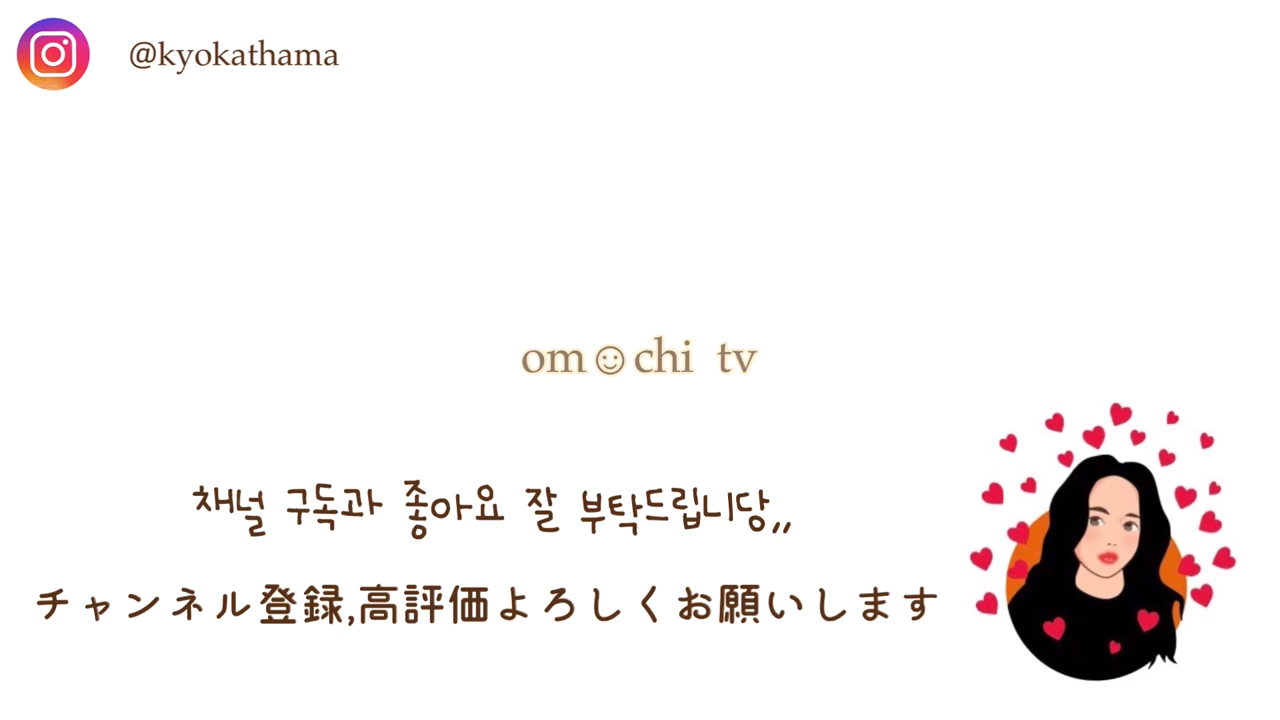 @kyokathama
om☺chi tv
채널 구독과 좋아요 잘 부탁드립니당,,
チャンネル登録,高評価よろしくお願いします